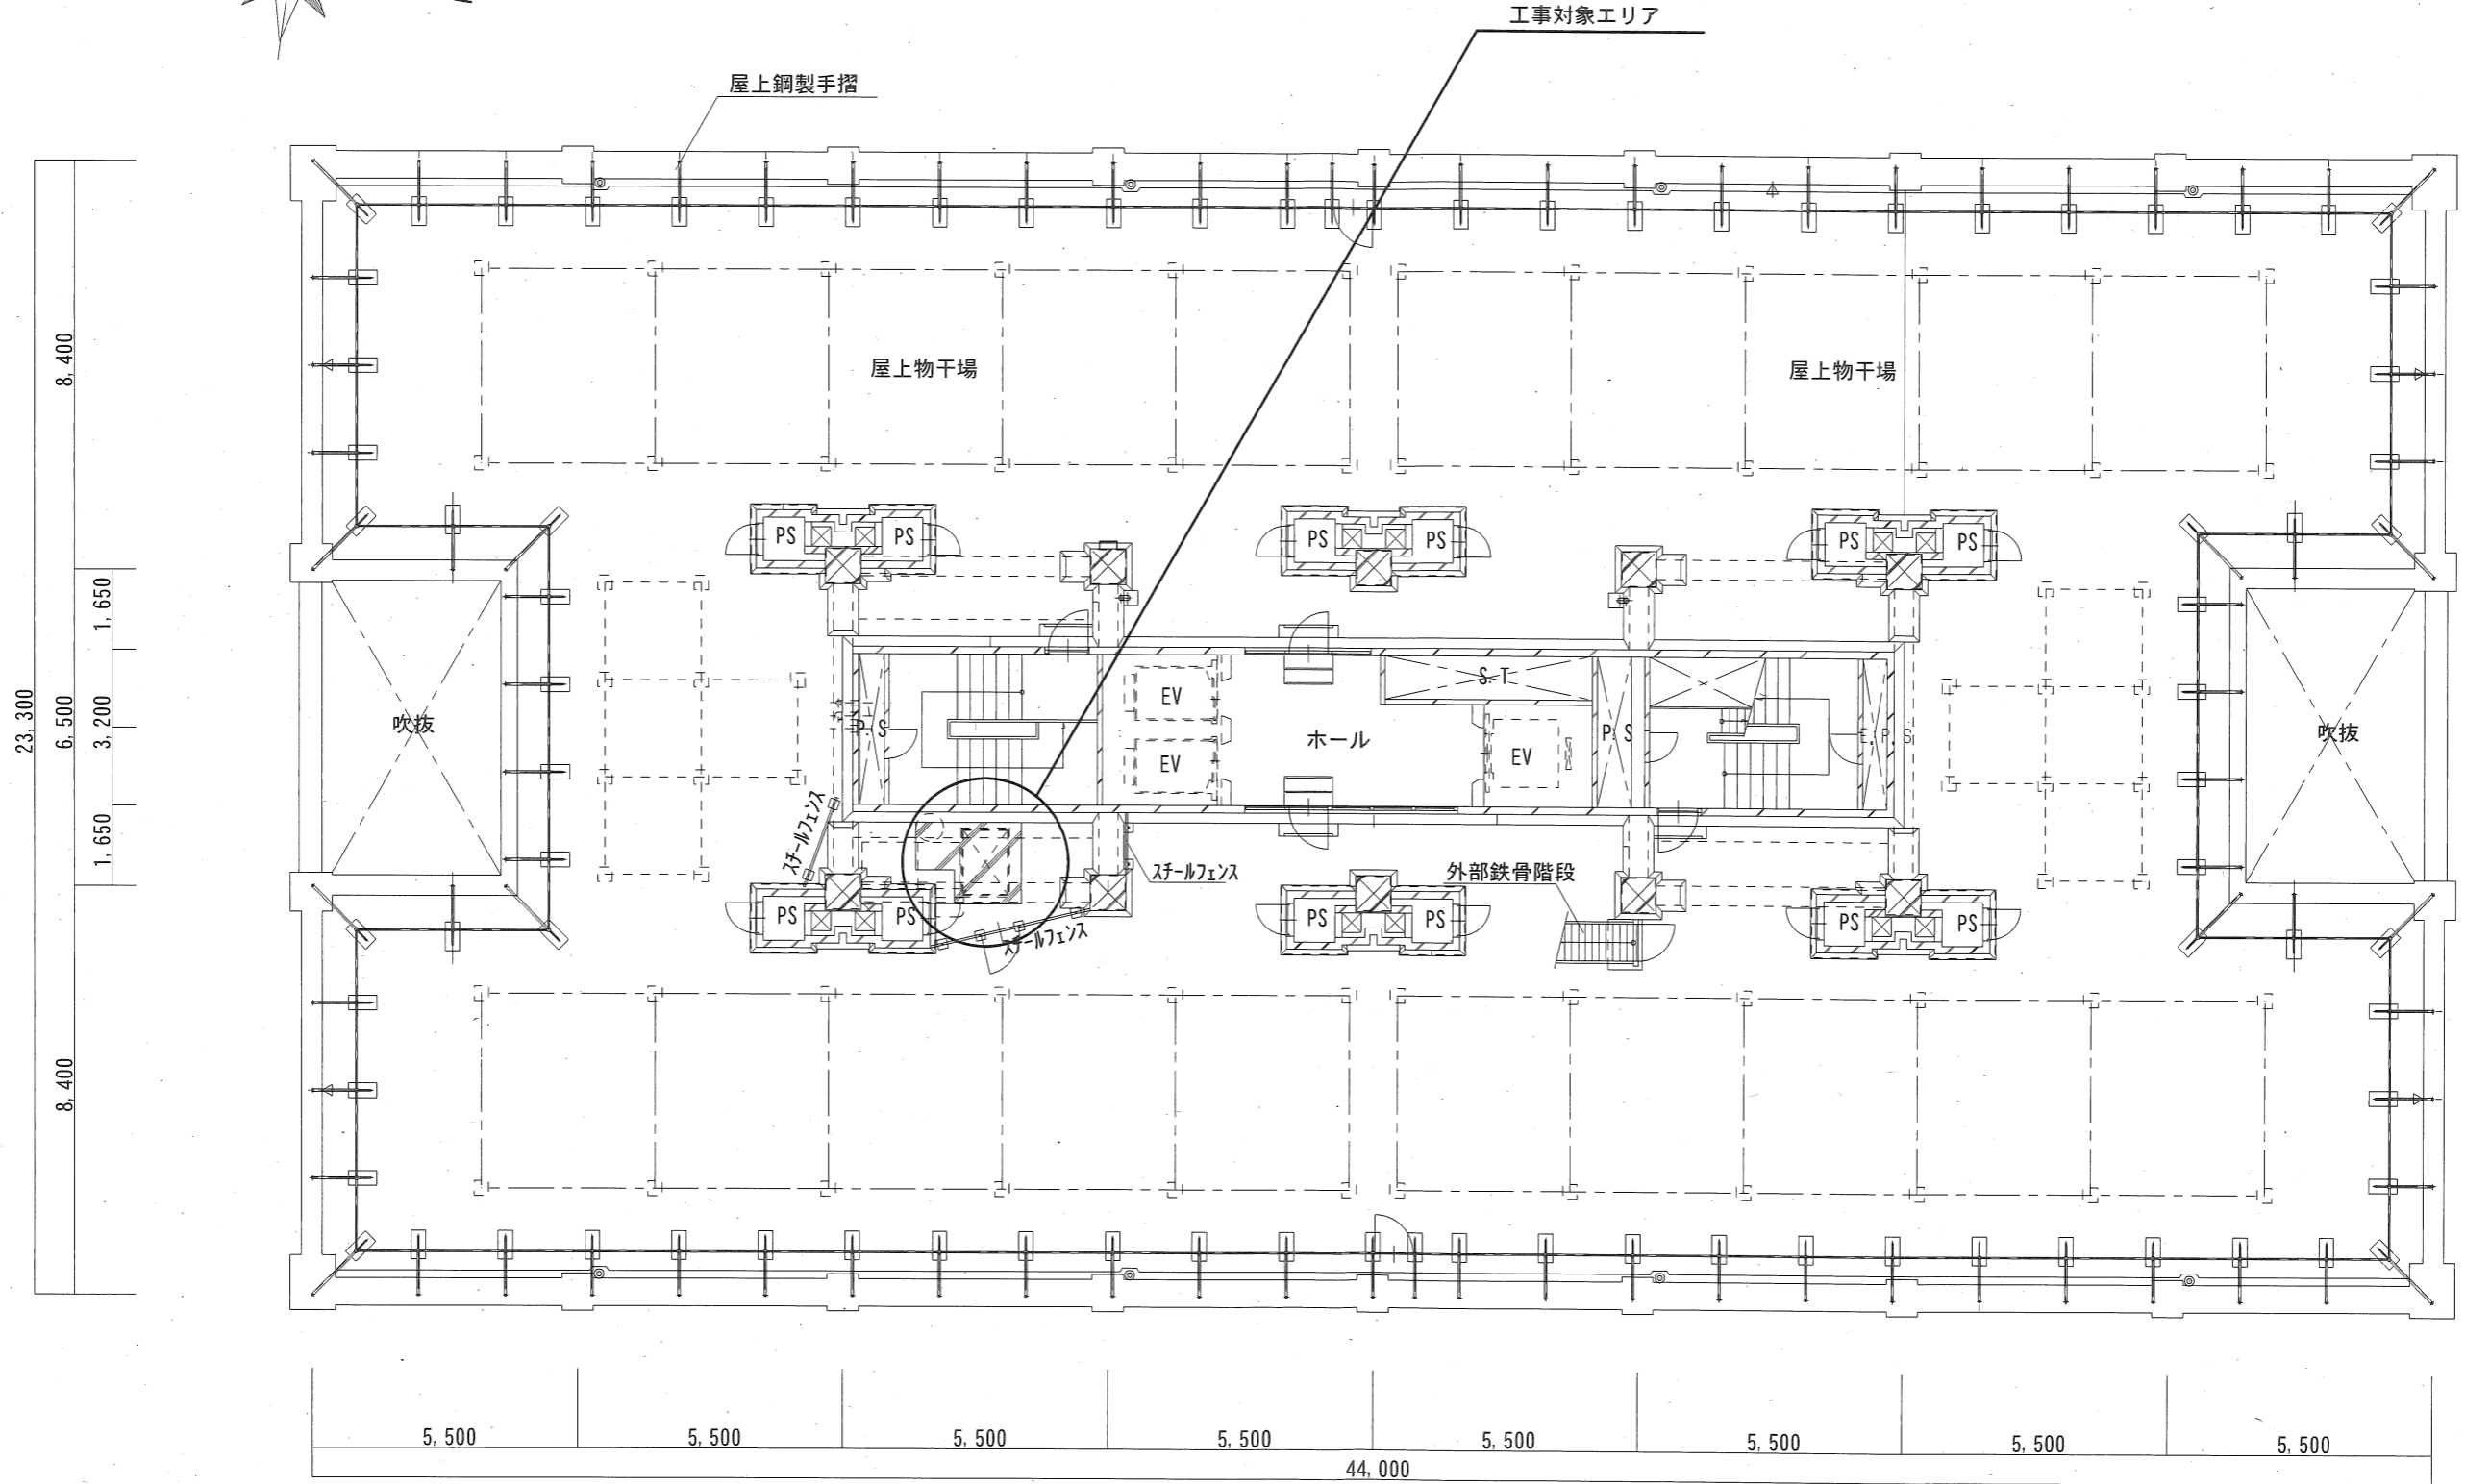 工事対象エリア
屋上鋼製手摺
8,400
屋上物干場
屋上物干場
PS
PS
PS
PS
PS
PS
1,650
23,300
6,500
3,200
1,650
吹抜
P.S
EV
EV
ホール
S.T
EV
P.S
E.P.S
吹抜
スチールフェンス
スチールフェンス
外部鉄骨階段
PS
PS
スチールフェンス
PS
PS
PS
PS
8,400
5,500
5,500
5,500
5,500
5,500
5,500
5,500
5,500
44,000